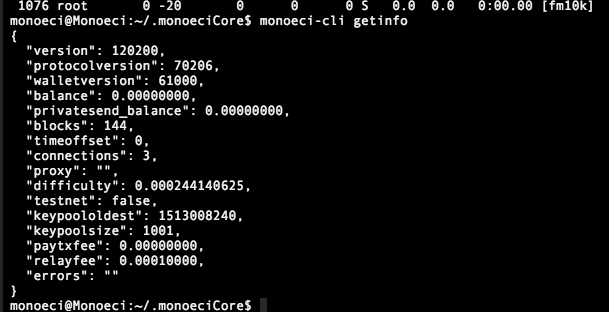 1076 root 0 -20 0 0 0 S 0.0 0.0 0:00.00 [fm10k]
monoeci@Monoeci:~/.monoeciCore$ monoeci-cli getinfo
{
"version": 120200,
"protocolversion": 70206,
"walletversion": 61000,
"balance": 0.00000000,
"privatesend_balance": 0.00000000,
"blocks": 144,
"timeoffset": 0,
"connections": 3,
"proxy": "",
"difficulty": 0.000244140625,
"testnet": false,
"keypoololdest": 1513008240,
"keypoolsize": 1001,
"paytxfee": 0.00000000,
"relayfee": 0.00010000,
"errors": ""
}
monoeci@Monoeci:~/.monoeciCore$